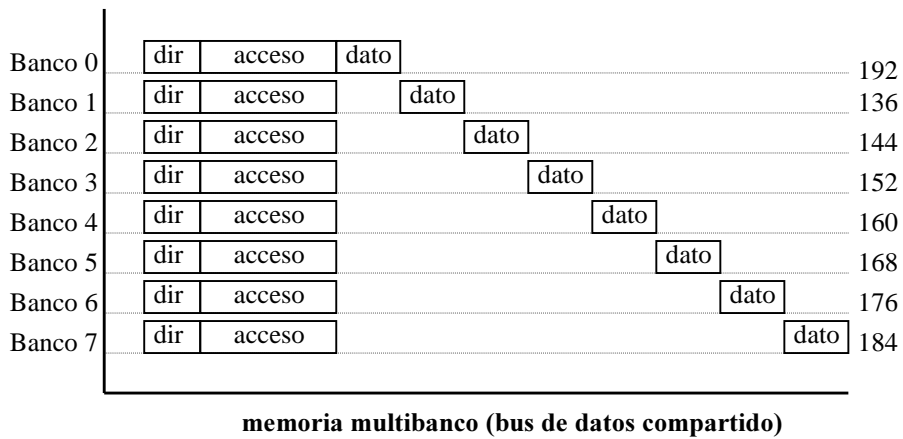 Banco 0 dir acceso dato 192
Banco 1 dir acceso dato 136
Banco 2 dir acceso dato 144
Banco 3 dir acceso dato 152
Banco 4 dir acceso dato 160
Banco 5 dir acceso dato 168
Banco 6 dir acceso dato 176
Banco 7 dir acceso dato 184
memoria multibanco (bus de datos compartido)